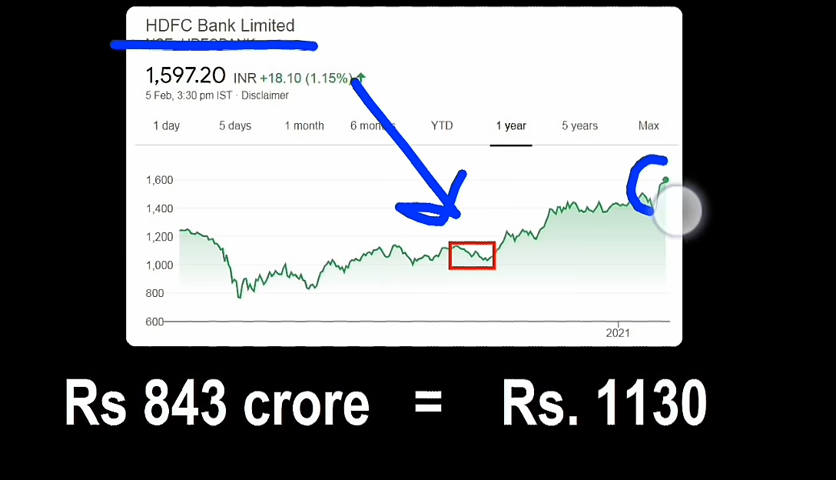 HDFC Bank Limited
1,597.20 INR +18.10 (1.15%)
5 Feb, 3:30 pm IST · Disclaimer
1 day 5 days 1 month 6 months YTD 1 year 5 years Max
1,600
1,400
1,200
1,000
800
600
2021
Rs 843 crore = Rs. 1130